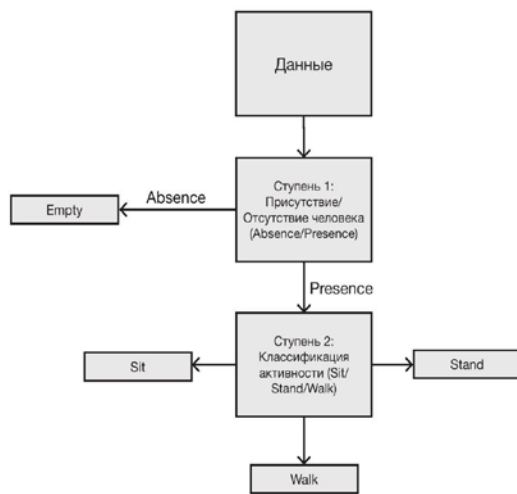 Данные
Ступень 1:
Присутствие/
Отсутствие человека
(Absence/Presence)
Absence
Empty
Presence
Ступень 2:
Классификация
активности (Sit/
Stand/Walk)
Sit
Stand
Walk